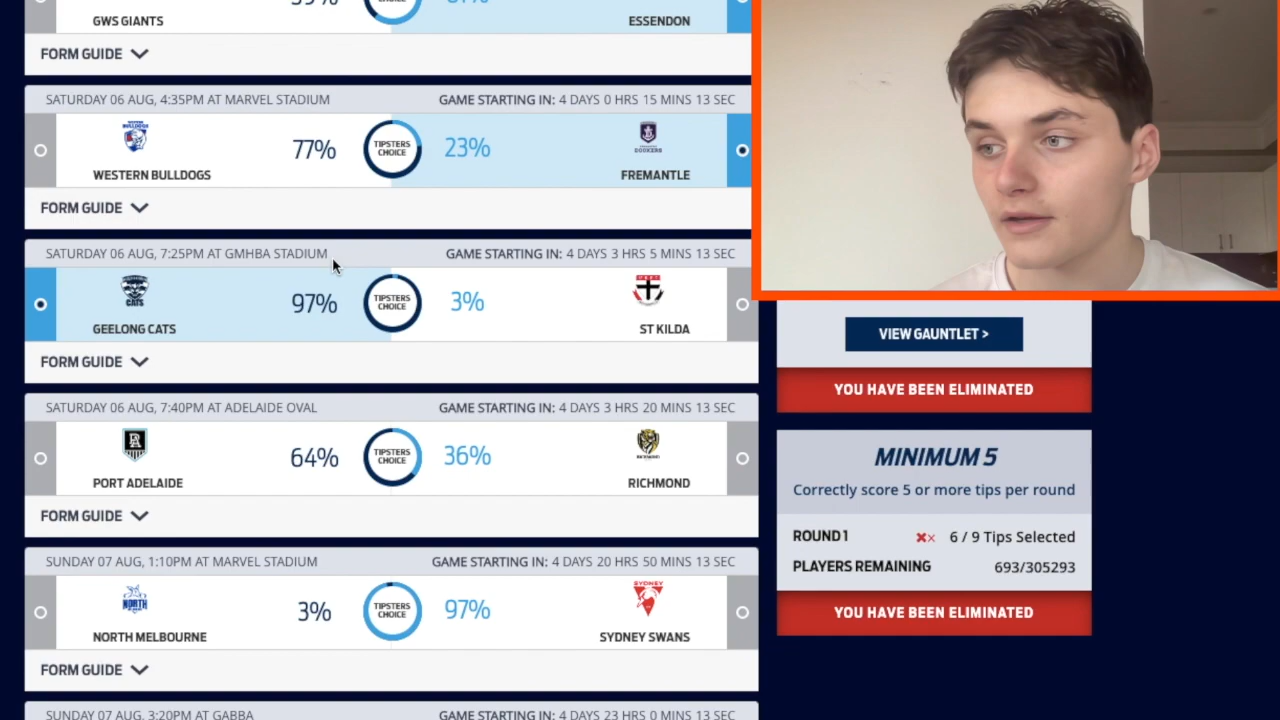 GWS GIANTS
ESSENDON
FORM GUIDE
SATURDAY 06 AUG, 4:35PM AT MARVEL STADIUM
GAME STARTING IN: 4 DAYS 0 HRS 15 MINS 13 SEC
77%
TIPSTERS
CHOICE
23%
WESTERN BULLDOGS
FREMANTLE
FORM GUIDE
SATURDAY 06 AUG, 7:25PM AT GMHBA STADIUM
GAME STARTING IN: 4 DAYS 3 HRS 5 MINS 13 SEC
CATS
97%
TIPSTERS
CHOICE
3%
GEELONG CATS
ST KILDA
FORM GUIDE
SATURDAY 06 AUG, 7:40PM AT ADELAIDE OVAL
GAME STARTING IN: 4 DAYS 3 HRS 20 MINS 13 SEC
64%
TIPSTERS
CHOICE
36%
RICHMOND
PORT ADELAIDE
RICHMOND
FORM GUIDE
SUNDAY 07 AUG, 1:10PM AT MARVEL STADIUM
GAME STARTING IN: 4 DAYS 20 HRS 50 MINS 13 SEC
NORTH
3%
TIPSTERS
CHOICE
97%
SYDNEY
NORTH MELBOURNE
SYDNEY SWANS
FORM GUIDE
SUNDAY 07 AUG, 3:20PM AT GABBA
GAME STARTING IN: 4 DAYS 23 HRS 0 MINS 13 SEC
VIEW GAUNTLET >
YOU HAVE BEEN ELIMINATED
MINIMUM 5
Correctly score 5 or more tips per round
ROUND 1
6 / 9 Tips Selected
PLAYERS REMAINING
693/305293
YOU HAVE BEEN ELIMINATED